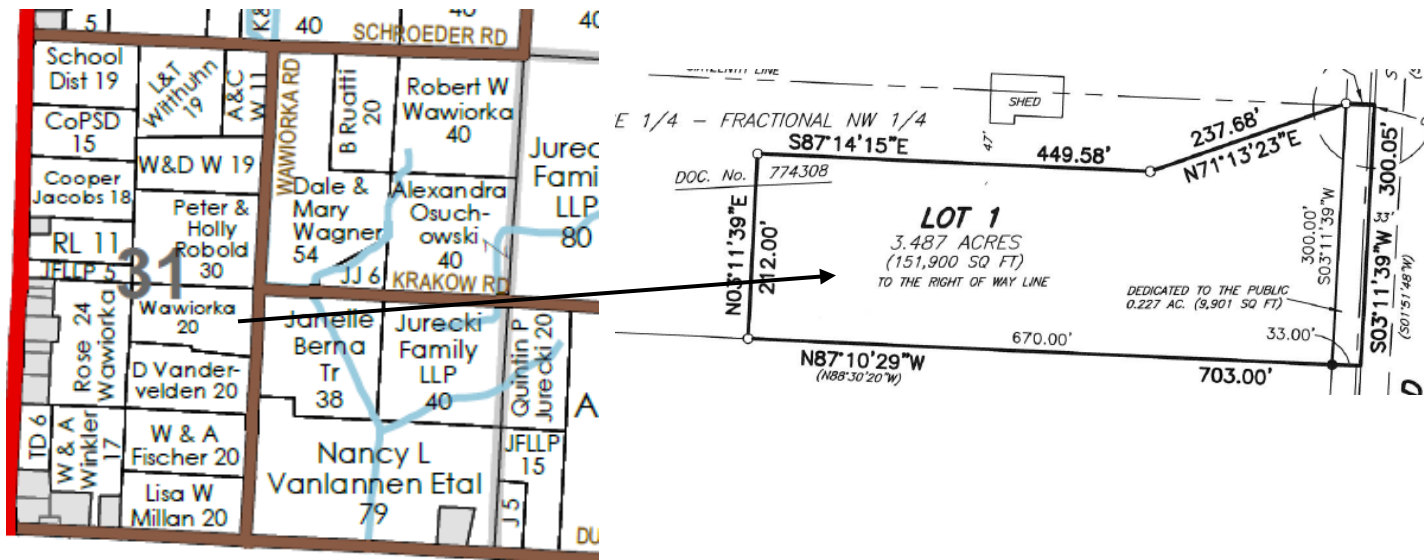 5
K&
40
40
40
SCHROEDER RD
School
Dist 19
L&T
Witthuhn
19
A&C
W 11
WAWIORKA RD
B Ruatti
20
Robert W
Wawiorka
40
CoPSD
15
W&D W 19
Jurec
Fami
LLP
80
Cooper
Jacobs 18
Peter &
Holly
Robold
30
Dale &
Mary
Wagner
54
Alexandra
Osuch-
owski
40
RL 11
JFLLP 5
31
JJ 6
KRAKOW RD
Rose 24
Wawiorka
Wawiorka
20
Janelle
Berna
Tr
38
Jurecki
Family
LLP
40
Quintin P
Jurecki 20
D Vander-
velden 20
A
TD 6
W & A
Winkler
17
W & A
Fischer 20
Nancy L
Vanlannen Etal
79
JFLLP
15
Lisa W
Millan 20
J 5
DU
SIXTEENTH LINE
SHED
E 1/4 - FRACTIONAL NW 1/4
47'
S87°14'15"E
449.58'
237.68'
N71°13'23"E
DOC. No. 774308
N03°11'39"E
212.00'
LOT 1
3.487 ACRES
(151,900 SQ FT)
TO THE RIGHT OF WAY LINE
300.00'
S03°11'39"W
33'
300.05'
S03°11'39"W
(S01°51'48"W)
DEDICATED TO THE PUBLIC
0.227 AC. (9,901 SQ FT)
670.00'
33.00'
N87°10'29"W
(N88°30'20"W)
703.00'
D